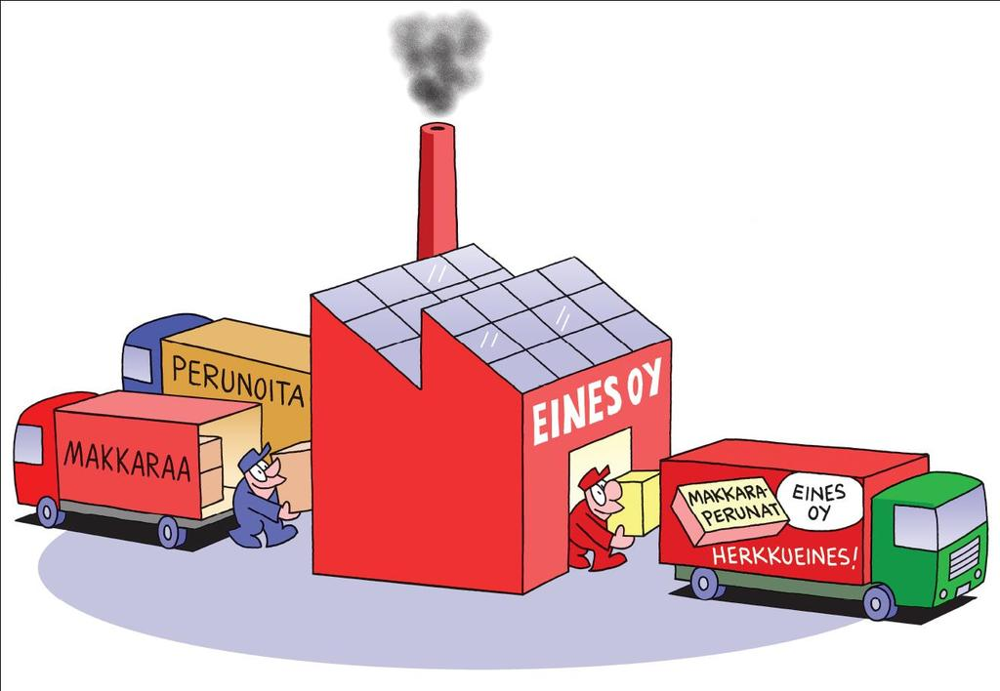 PERUNOITA
MAKKARAA
EINES OY
MAKKARA-
PERUNAT
EINES
OY
HERKKUEINES!